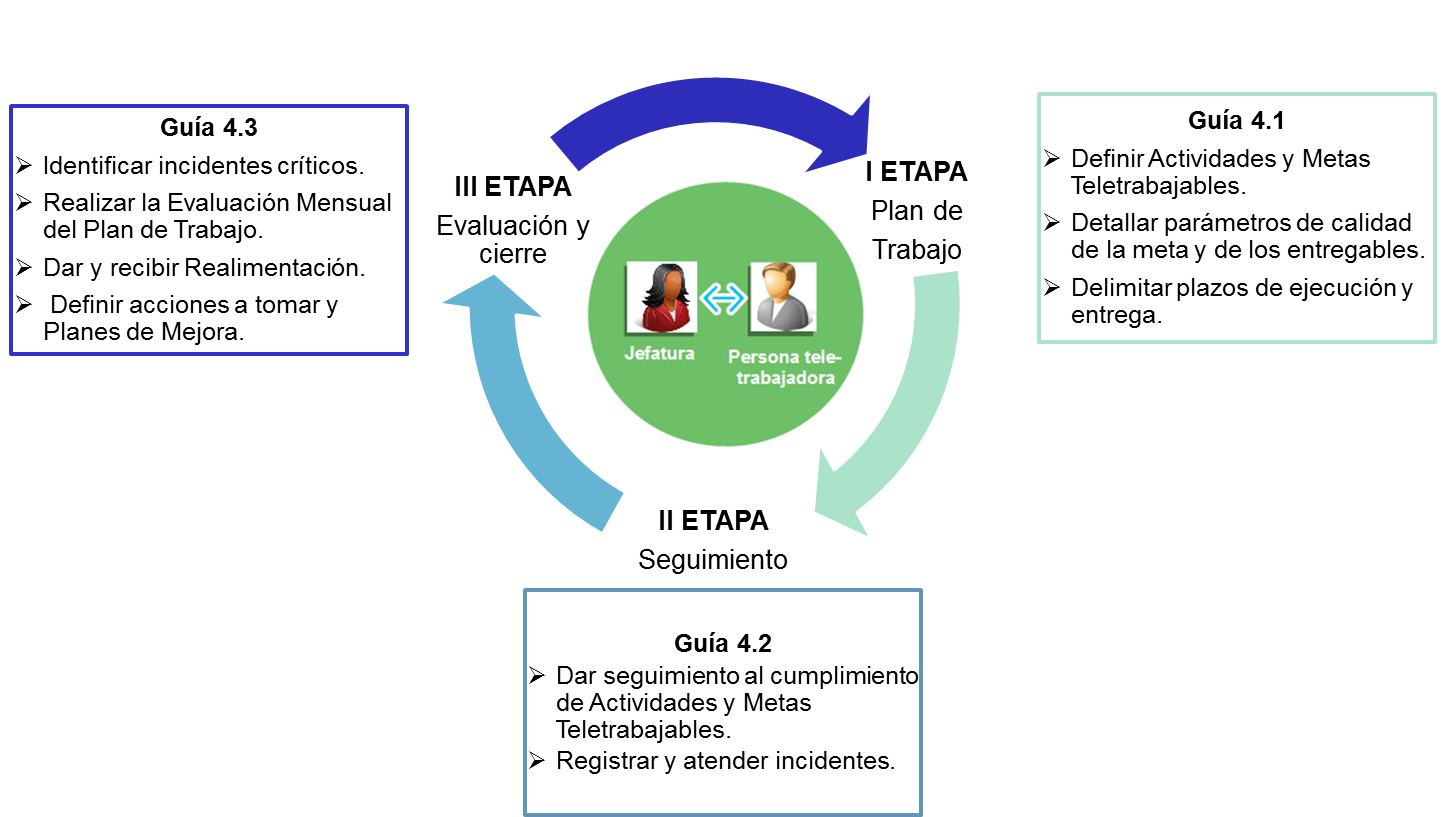 Guía 4.3
Identificar incidentes críticos.
Realizar la Evaluación Mensual
del Plan de Trabajo.
Dar y recibir Realimentación.
Definir acciones a tomar y
Planes de Mejora.
III ETAPA
Evaluación y
cierre
I ETAPA
Plan de
Trabajo
Guía 4.1
Definir Actividades y Metas
Teletrabajables.
Detallar parámetros de calidad
de la meta y de los entregables.
Delimitar plazos de ejecución y
entrega.
Jefatura
Persona tele-
trabajadora
II ETAPA
Seguimiento
Guía 4.2
Dar seguimiento al cumplimiento
de Actividades y Metas
Teletrabajables.
Registrar y atender incidentes.